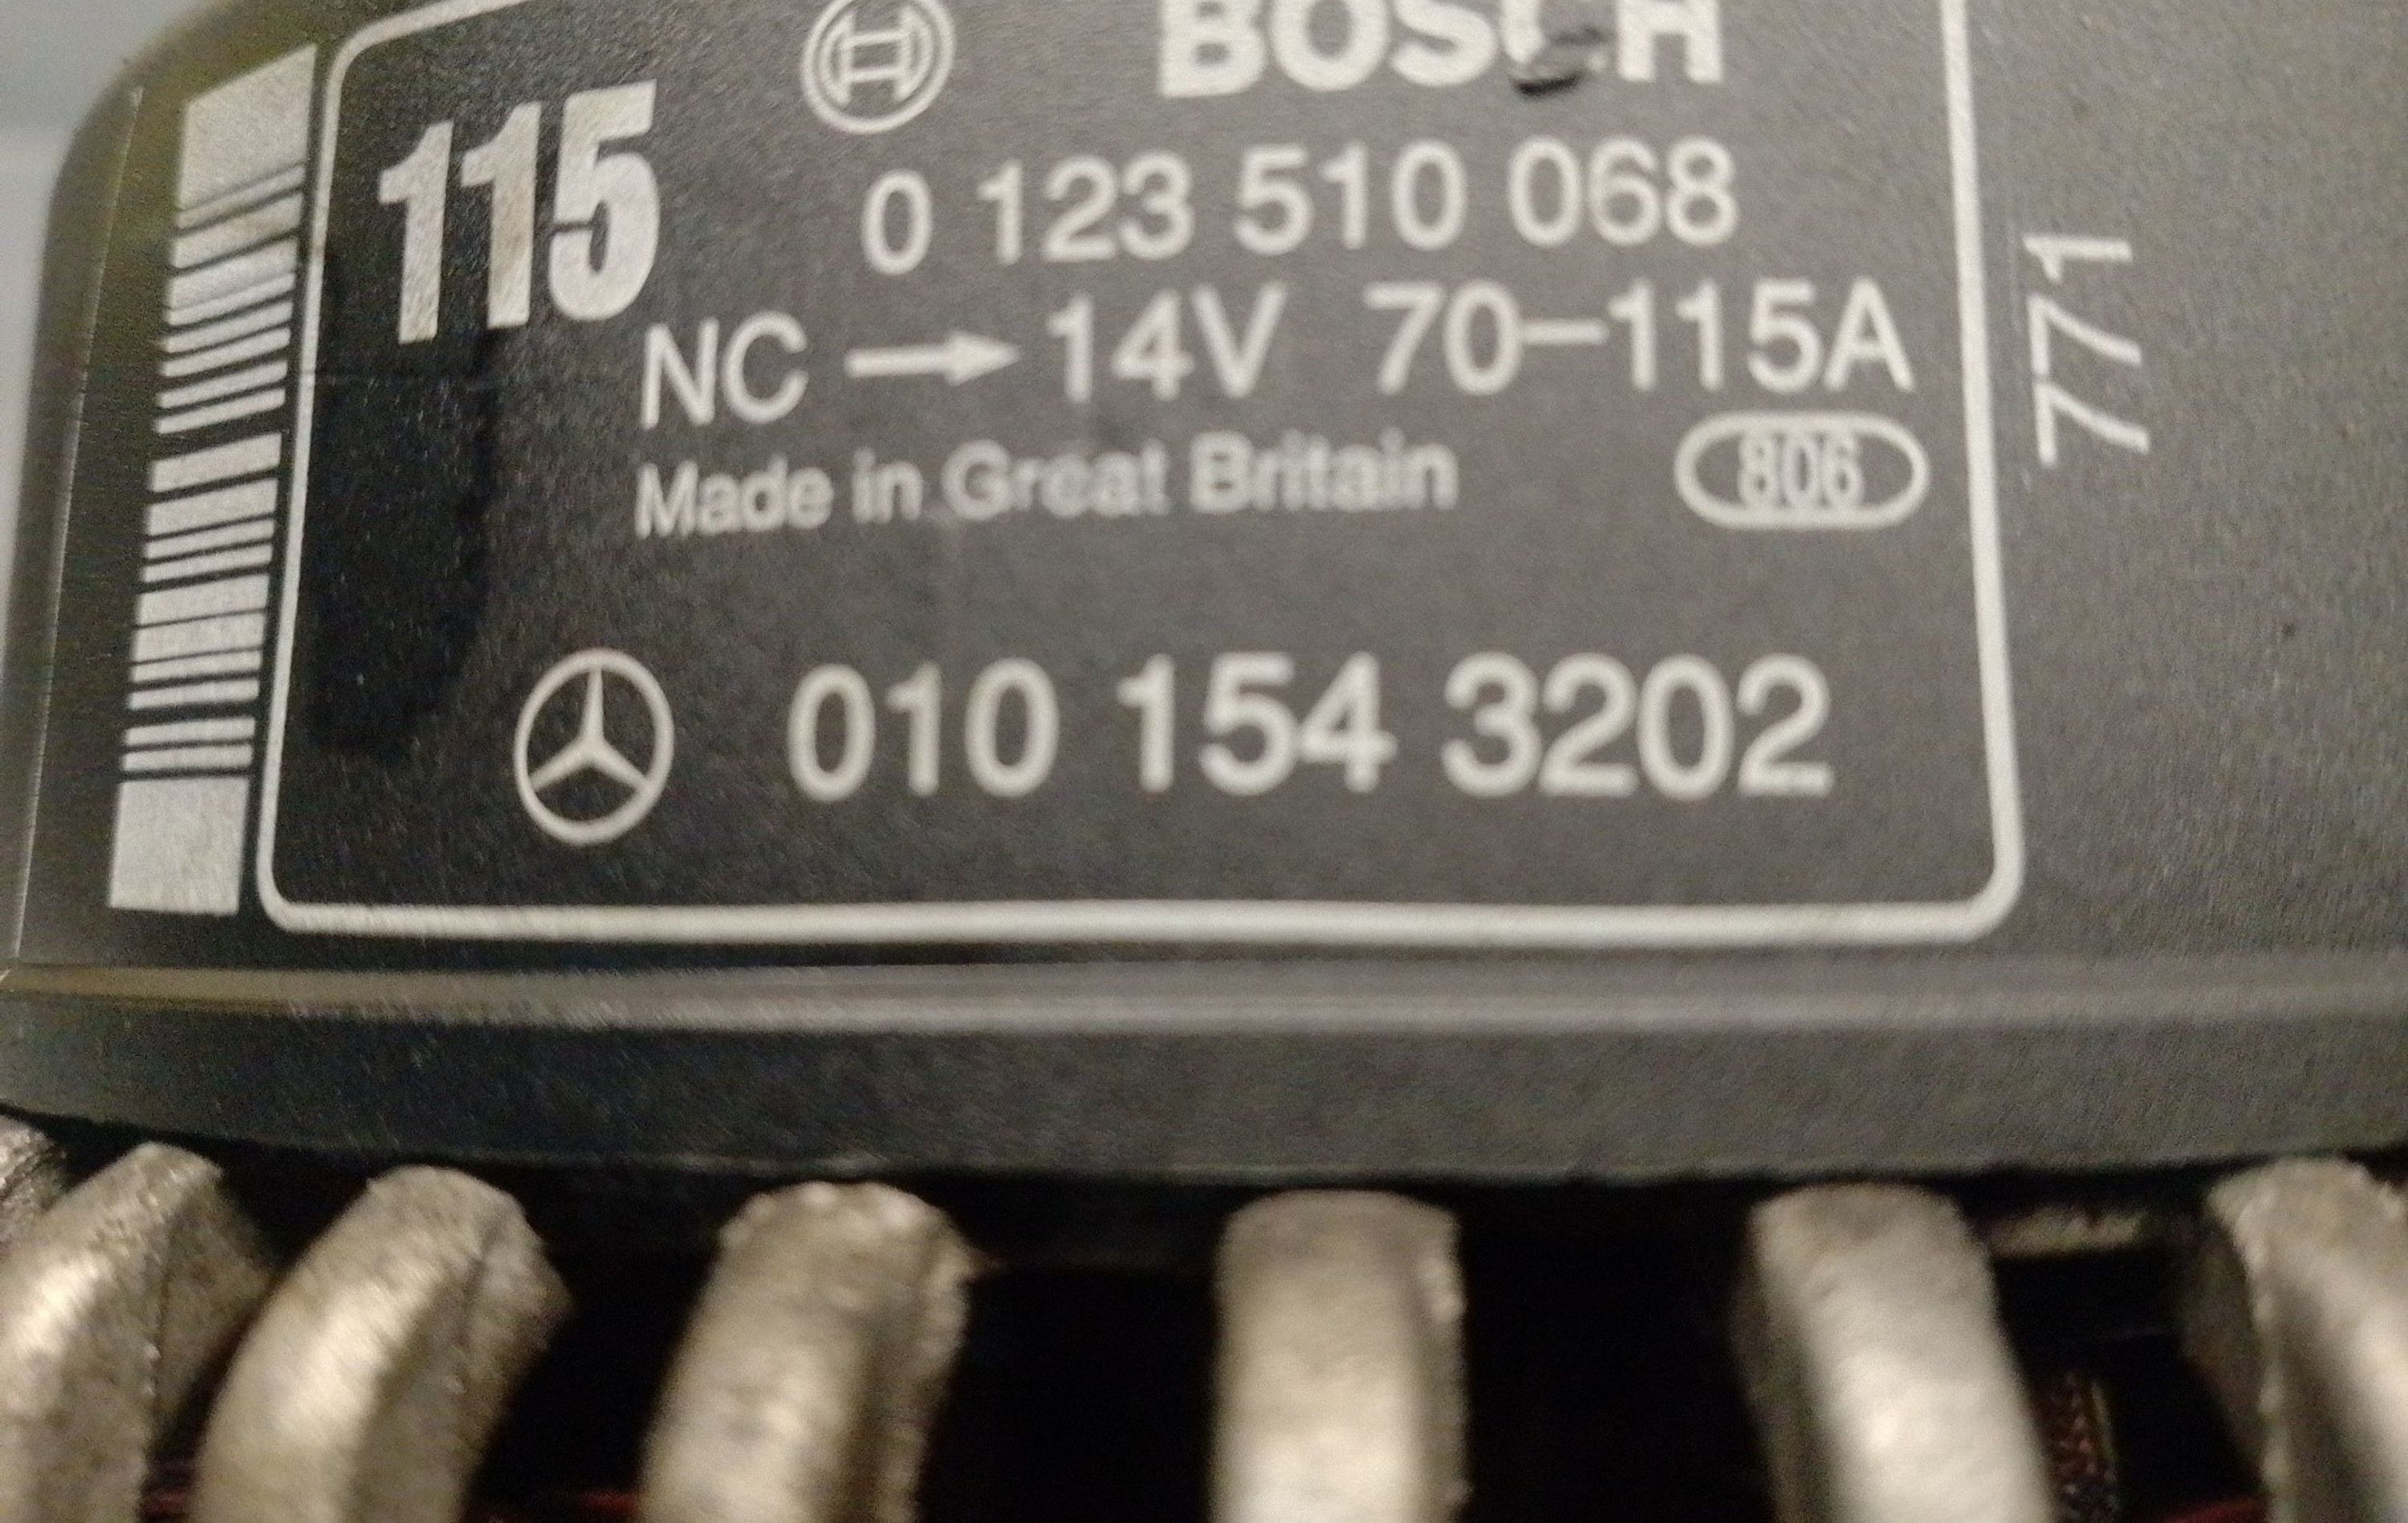 BOSCH
115
0 123 510 068
NC → 14V 70–115A
Made in Great Britain
806
771
010 154 3202